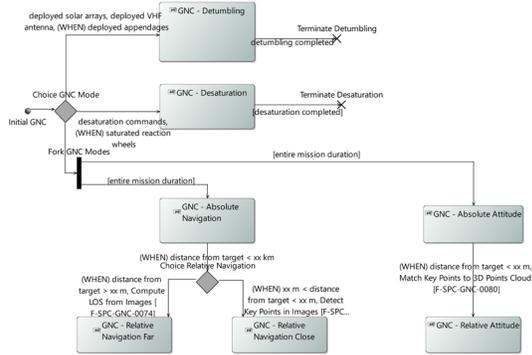 deployed solar arrays, deployed VHF
antenna, (WHEN) deployed appendages
GNC - Detumbling
Terminate Detumbling
detumbling completed
Choice GNC Mode
GNC - Desaturation
Terminate Desaturation
[desaturation completed]
Initial GNC
desaturation commands,
(WHEN) saturated reaction
wheels
Fork GNC Modes
[entire mission duration]
[entire mission duration]
GNC - Absolute
Navigation
GNC - Absolute Attitude
(WHEN) distance from target < xx km
Choice Relative Navigation
(WHEN) distance from
target > xx m, Compute
LOS from Images [
F-SPC-GNC-0074]
(WHEN) xx m < distance
from target < xx m, Detect
Key Points in Images [F-SPC...
(WHEN) distance from target < xx m,
Match Key Points to 3D Points Cloud
[F-SPC-GNC-0080]
GNC - Relative
Navigation Far
GNC - Relative
Navigation Close
GNC - Relative Attitude